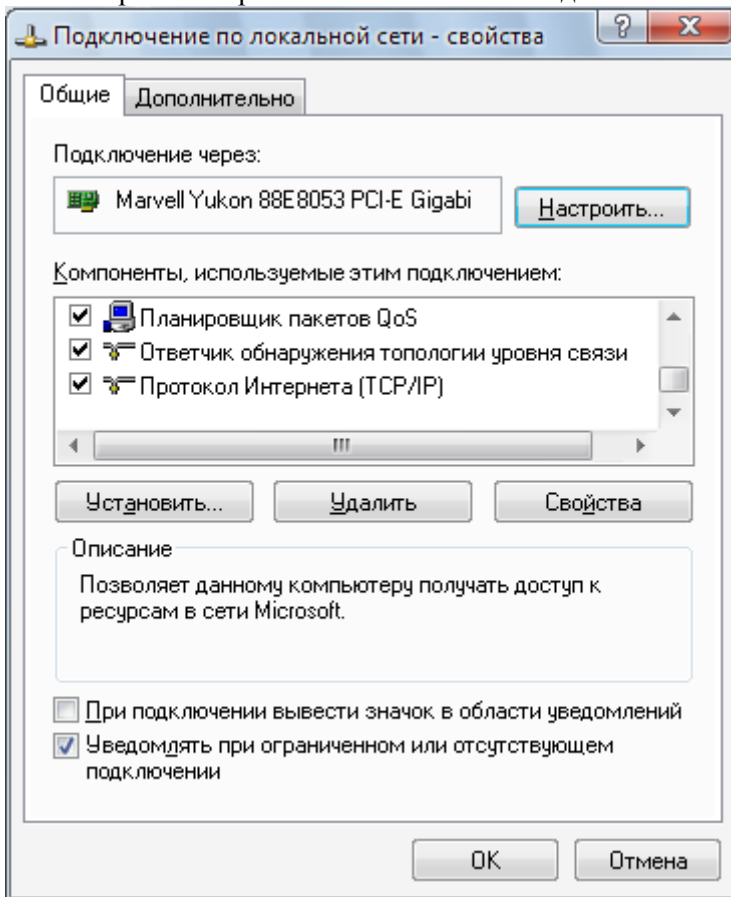 Подключение по локальной сети - свойства
Общие
Дополнительно
Подключение через:
Marvell Yukon 88E8053 PCI-E Gigabi
Настроить...
Компоненты, используемые этим подключением:
Планировщик пакетов QoS
Ответчик обнаружения топологии уровня связи
Протокол Интернета (TCP/IP)
Установить...
Удалить
Свойства
Описание
Позволяет данному компьютеру получать доступ к
ресурсам в сети Microsoft.
При подключении вывести значок в области уведомлений
Уведомлять при ограниченном или отсутствующем
подключении
OK
Отмена